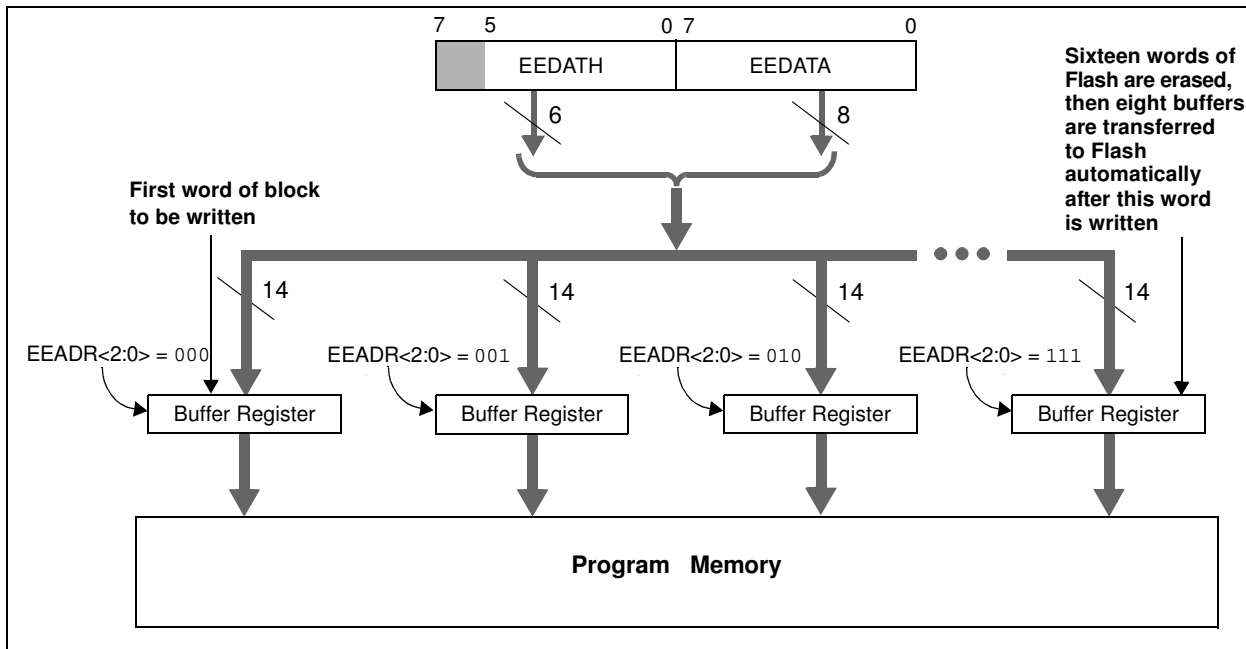 7 5 0 7 0
EEDATH EEDATA
6 8
Sixteen words of
Flash are erased,
then eight buffers
are transferred
to Flash
automatically
after this word
is written
First word of block
to be written
14 14 14 14
EEADR<2:0> = 000 EEADR<2:0> = 001 EEADR<2:0> = 010 EEADR<2:0> = 111
Buffer Register Buffer Register Buffer Register Buffer Register
Program Memory